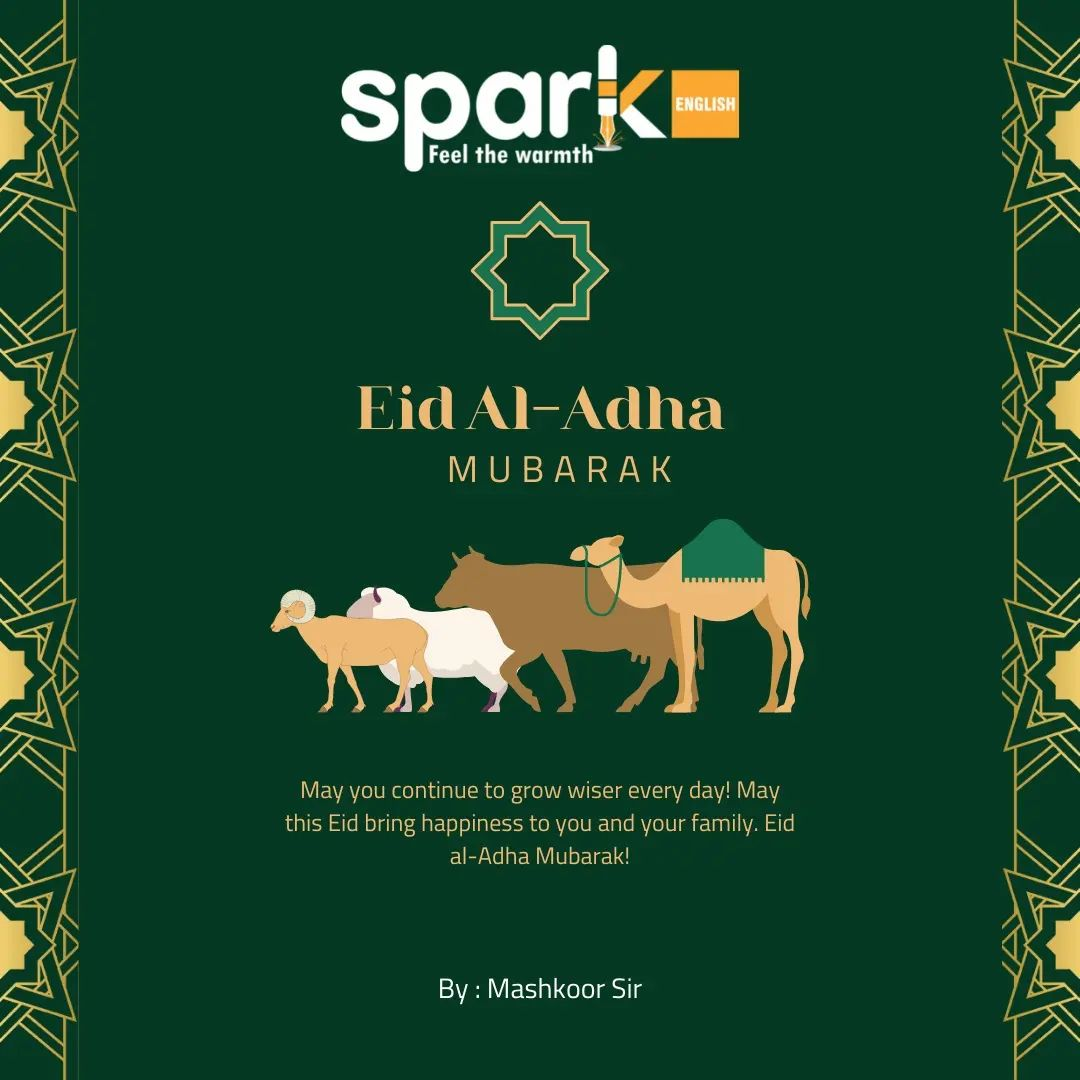 spark ENGLISH
Feel the warmth
Eid Al-Adha
MUBARAK
May you continue to grow wiser every day! May
this Eid bring happiness to you and your family. Eid
al-Adha Mubarak!
By : Mashkoor Sir